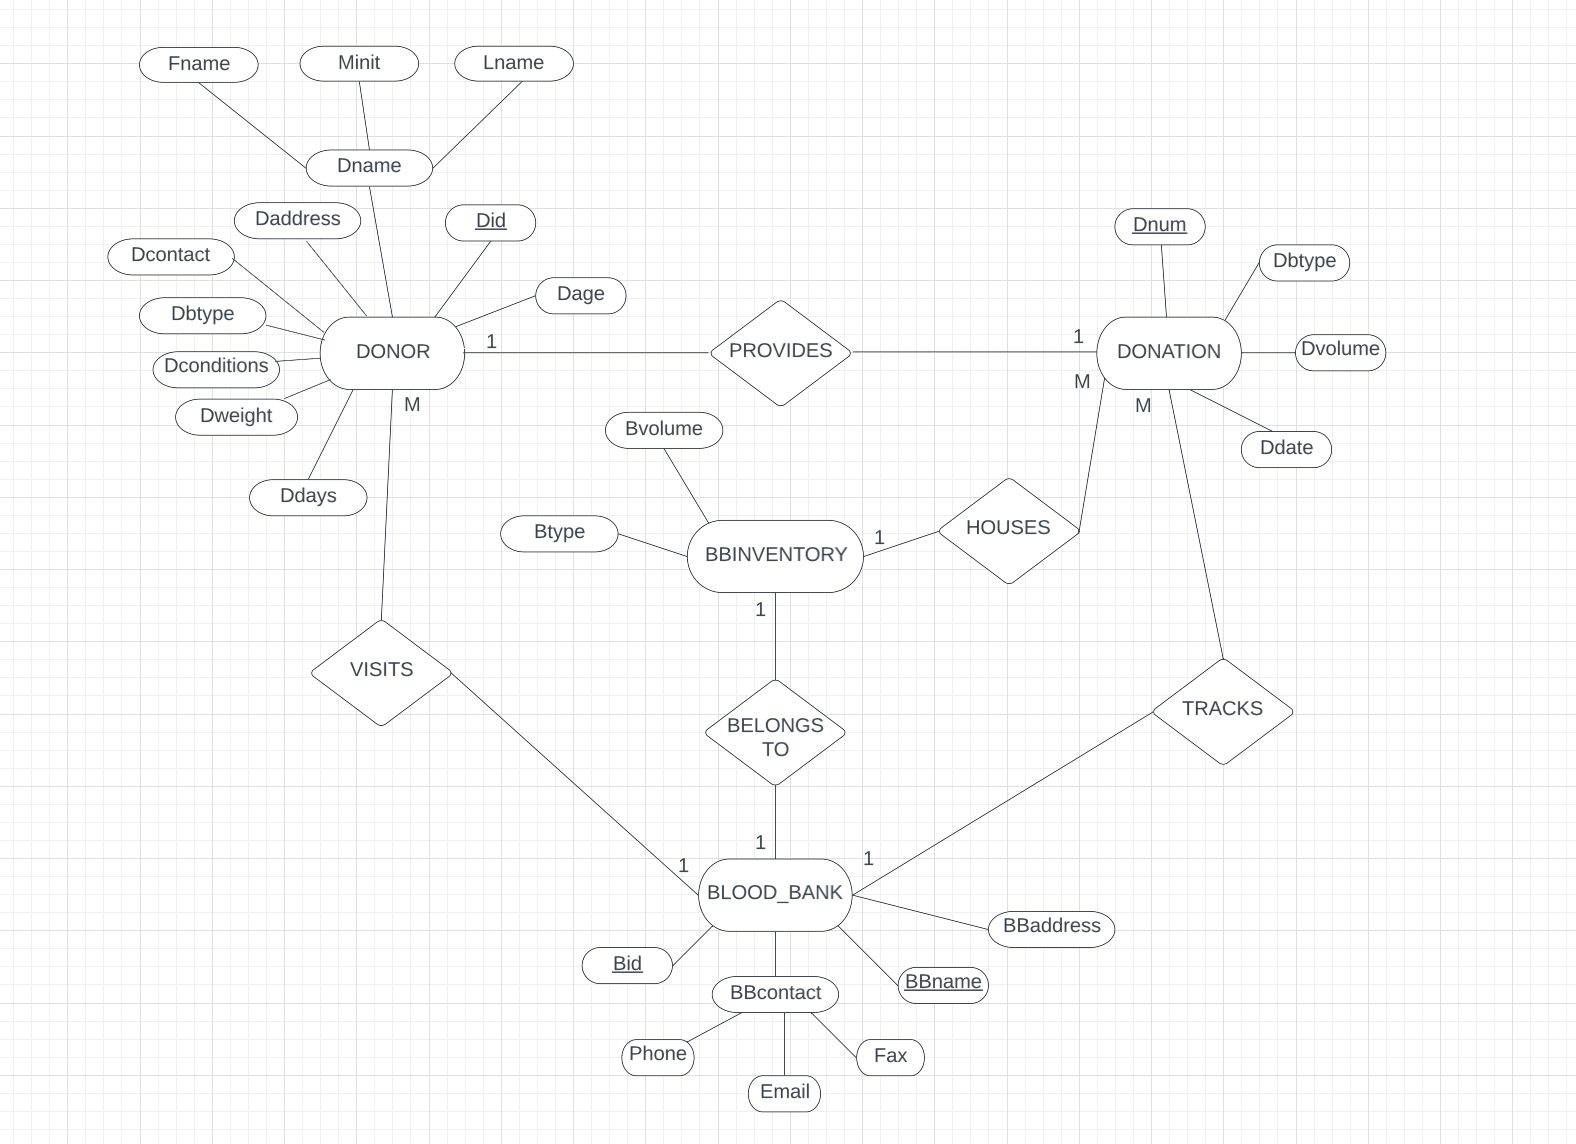 Fname
Minit
Lname
Dname
Daddress
Did
Dnum
Dcontact
Dbtype
Dage
Dbtype
DONOR
1
PROVIDES
1
DONATION
Dvolume
Dconditions
M
Dweight
M
M
Bvolume
Ddate
Ddays
Btype
BBINVENTORY
1
HOUSES
1
VISITS
BELONGS
TO
TRACKS
1
1
1
BLOOD_BANK
BBaddress
Bid
BBname
BBcontact
Phone
Fax
Email